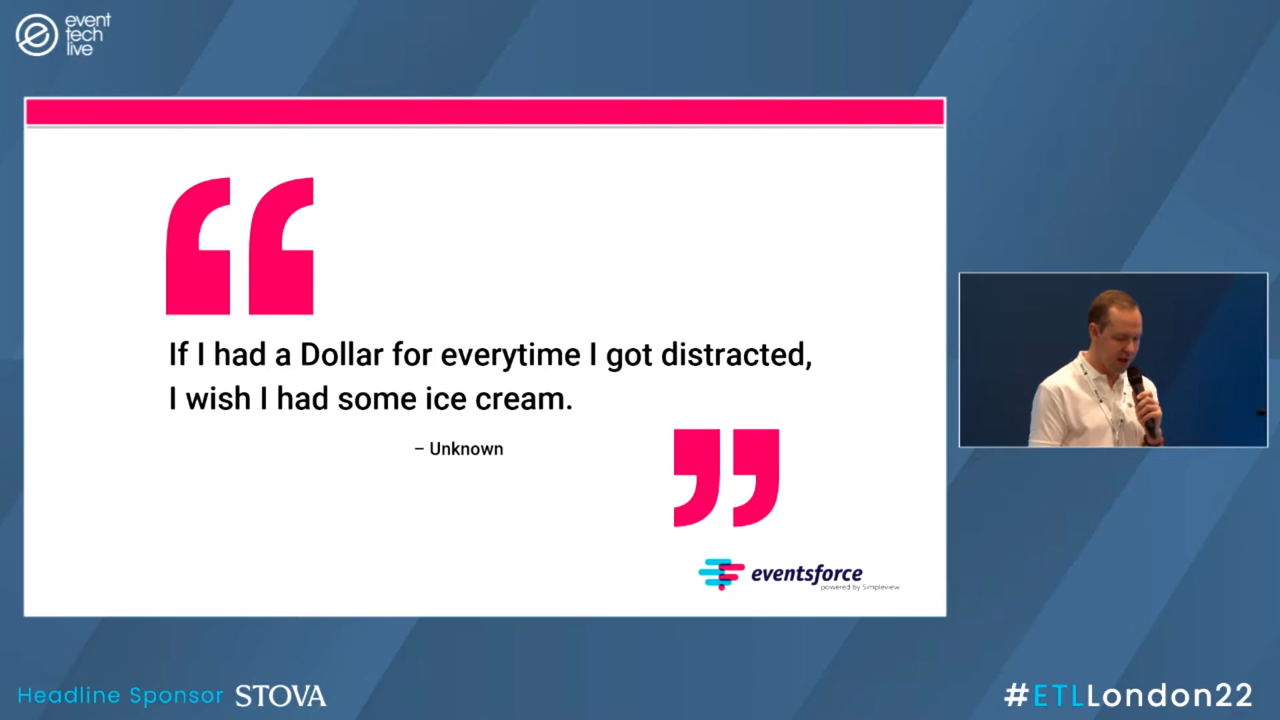 event
tech
live
If I had a Dollar for everytime I got distracted,
I wish I had some ice cream.
– Unknown
eventsforce
powered by Simpleview
Headline Sponsor STOVA
#ETLLondon22